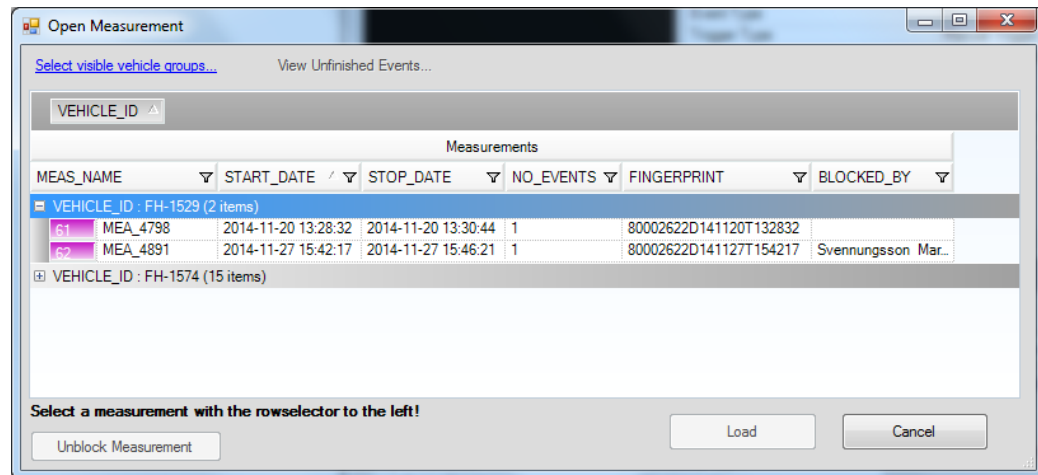 Open Measurement
Select visible vehicle groups... View Unfinished Events...
VEHICLE_ID
Measurements
MEAS_NAME START_DATE STOP_DATE NO_EVENTS FINGERPRINT BLOCKED_BY
VEHICLE_ID : FH-1529 (2 items)
61 MEA_4798 2014-11-20 13:28:32 2014-11-20 13:30:44 1 80002622D141120T132832
62 MEA_4891 2014-11-27 15:42:17 2014-11-27 15:46:21 1 80002622D141127T154217 Svennungsson Mar...
VEHICLE_ID : FH-1574 (15 items)
Select a measurement with the rowselector to the left!
Load Cancel
Unblock Measurement